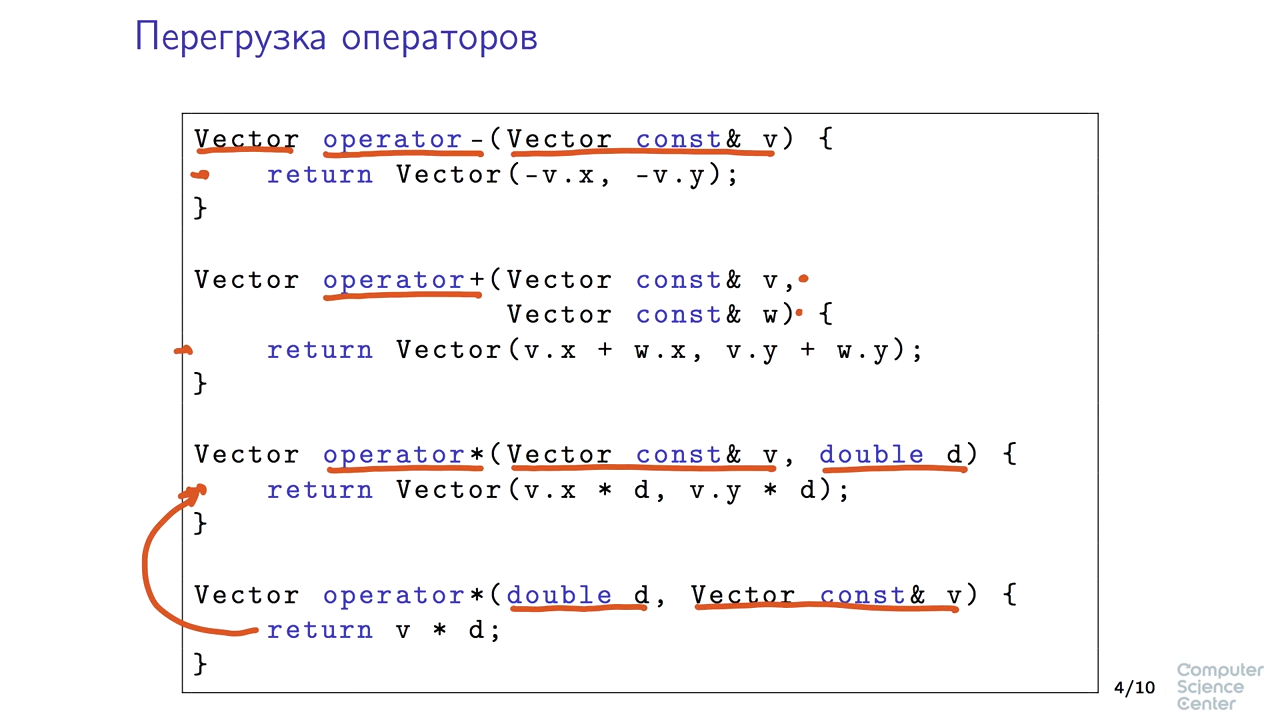 Перегрузка операторов
Vector operator-(Vector const& v) {
    return Vector(-v.x, -v.y);
}
Vector operator+(Vector const& v,
                 Vector const& w) {
    return Vector(v.x + w.x, v.y + w.y);
}
Vector operator*(Vector const& v, double d) {
    return Vector(v.x * d, v.y * d);
}
Vector operator*(double d, Vector const& v) {
    return v * d;
}
4/10
Computer
Science
Center